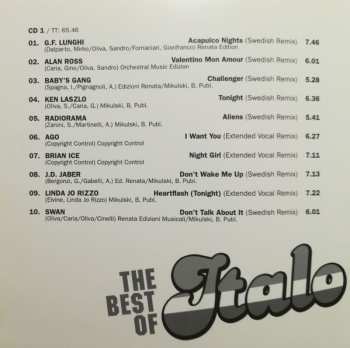 CD 1 / TT: 65.46
01. G.F. LUNGHI Acapulco Nights (Swedish Remix) 7.46
(Dalporto, Mirko/Oliva, Sandro/Fornaciari, Gianfranco) Renata Edition
02. ALAN ROSS Valentino Mon Amour (Swedish Remix) 6.01
(Caria, Gino/Oliva, Sandro) Orchestral Music Edizion
03. BABY'S GANG Challenger (Swedish Remix) 5.28
(Spagna, I./Pignagnoli, A.) Edizioni Renata/Mikulski, B. Publ.
04. KEN LASZLO Tonight (Swedish Remix) 6.36
(Oliva, S./Caria, G.) Mikulski, B. Publ.
05. RADIORAMA Aliens (Swedish Remix) 5.41
(Zanini, S./Martinelli, A.) Mikulski, B. Publ.
06. AGO I Want You (Extended Vocal Remix) 6.27
(Copyright Control) Copyright Control
07. BRIAN ICE Night Girl (Extended Vocal Remix) 7.11
(Copyright Control) Copyright Control
08. J.D. JABER Don't Wake Me Up (Swedish Remix) 7.13
(Bergonzi, G./Gabelli, A.) Ed. Renata/Mikulski, B. Publ.
09. LINDA JO RIZZO Heartflash (Tonight) (Extended Vocal Remix) 7.22
(Elvine, Linda Jo Rizzo) Mikulski, B. Publ.
10. SWAN Don't Talk About It (Swedish Remix) 6.01
(Oliva/Caria/Oliva/Cinelli) Renata Edizioni Musicali/Mikulski, B. Publ.
THE
BEST
OF Italo